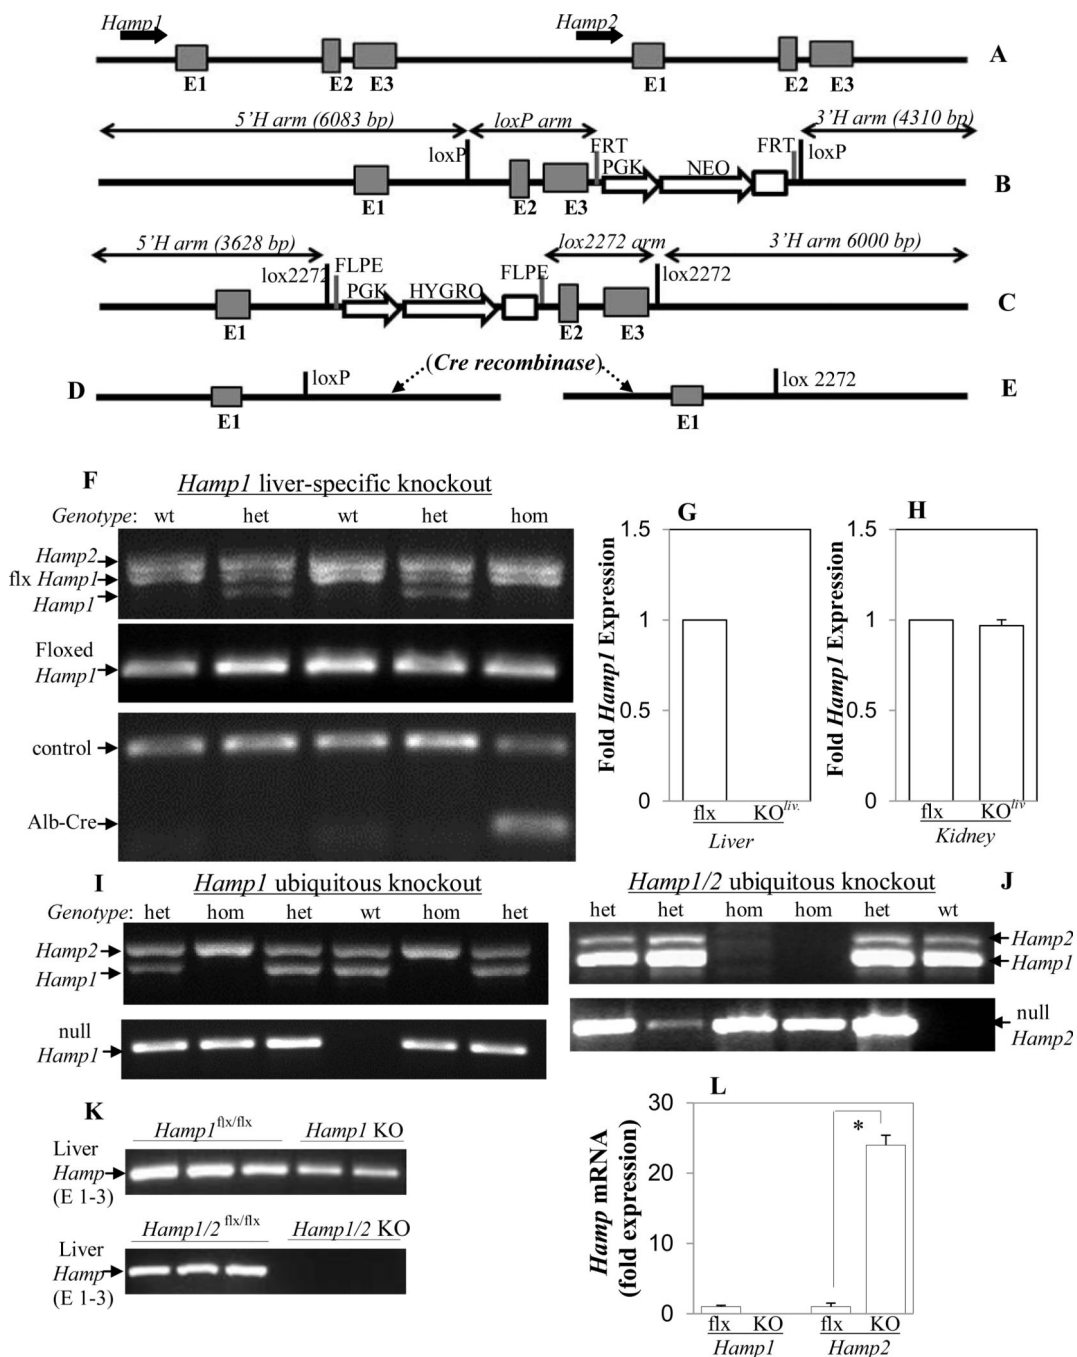 Hamp1 Hamp2
E1 E2 E3 E1 E2 E3 A
5’H arm (6083 bp) loxP arm 3’H arm (4310 bp)
loxP FRT PGK NEO FRT loxP
E1 E2 E3 B
5’H arm (3628 bp) lox2272 arm 3’H arm 6000 bp)
lox2272 FLPE PGK HYGRO FLPE lox2272
E1 E2 E3 C
D loxP (Cre recombinase) lox 2272 E
E1 E1
F Hamp1 liver-specific knockout
Genotype: wt het wt het hom
Hamp2
flx Hamp1
Hamp1
Floxed
Hamp1
control
Alb-Cre
G
Fold Hamp1 Expression
1.5
1
0.5
0
flx KO liv.
Liver
H
Fold Hamp1 Expression
1.5
1
0.5
0
flx KO liv
Kidney
I Hamp1 ubiquitous knockout
Genotype: het hom het wt hom het
Hamp2
Hamp1
null
Hamp1
Hamp1/2 ubiquitous knockout J
het het hom hom het wt
Hamp2
Hamp1
null
Hamp2
K
Hamp1 flx/flx Hamp1 KO
Liver
Hamp
(E 1-3)
Hamp1/2 flx/flx Hamp1/2 KO
Liver
Hamp
(E 1-3)
L
Hamp mRNA
(fold expression)
30
20
10
0
*
flx KO flx KO
Hamp1 Hamp2